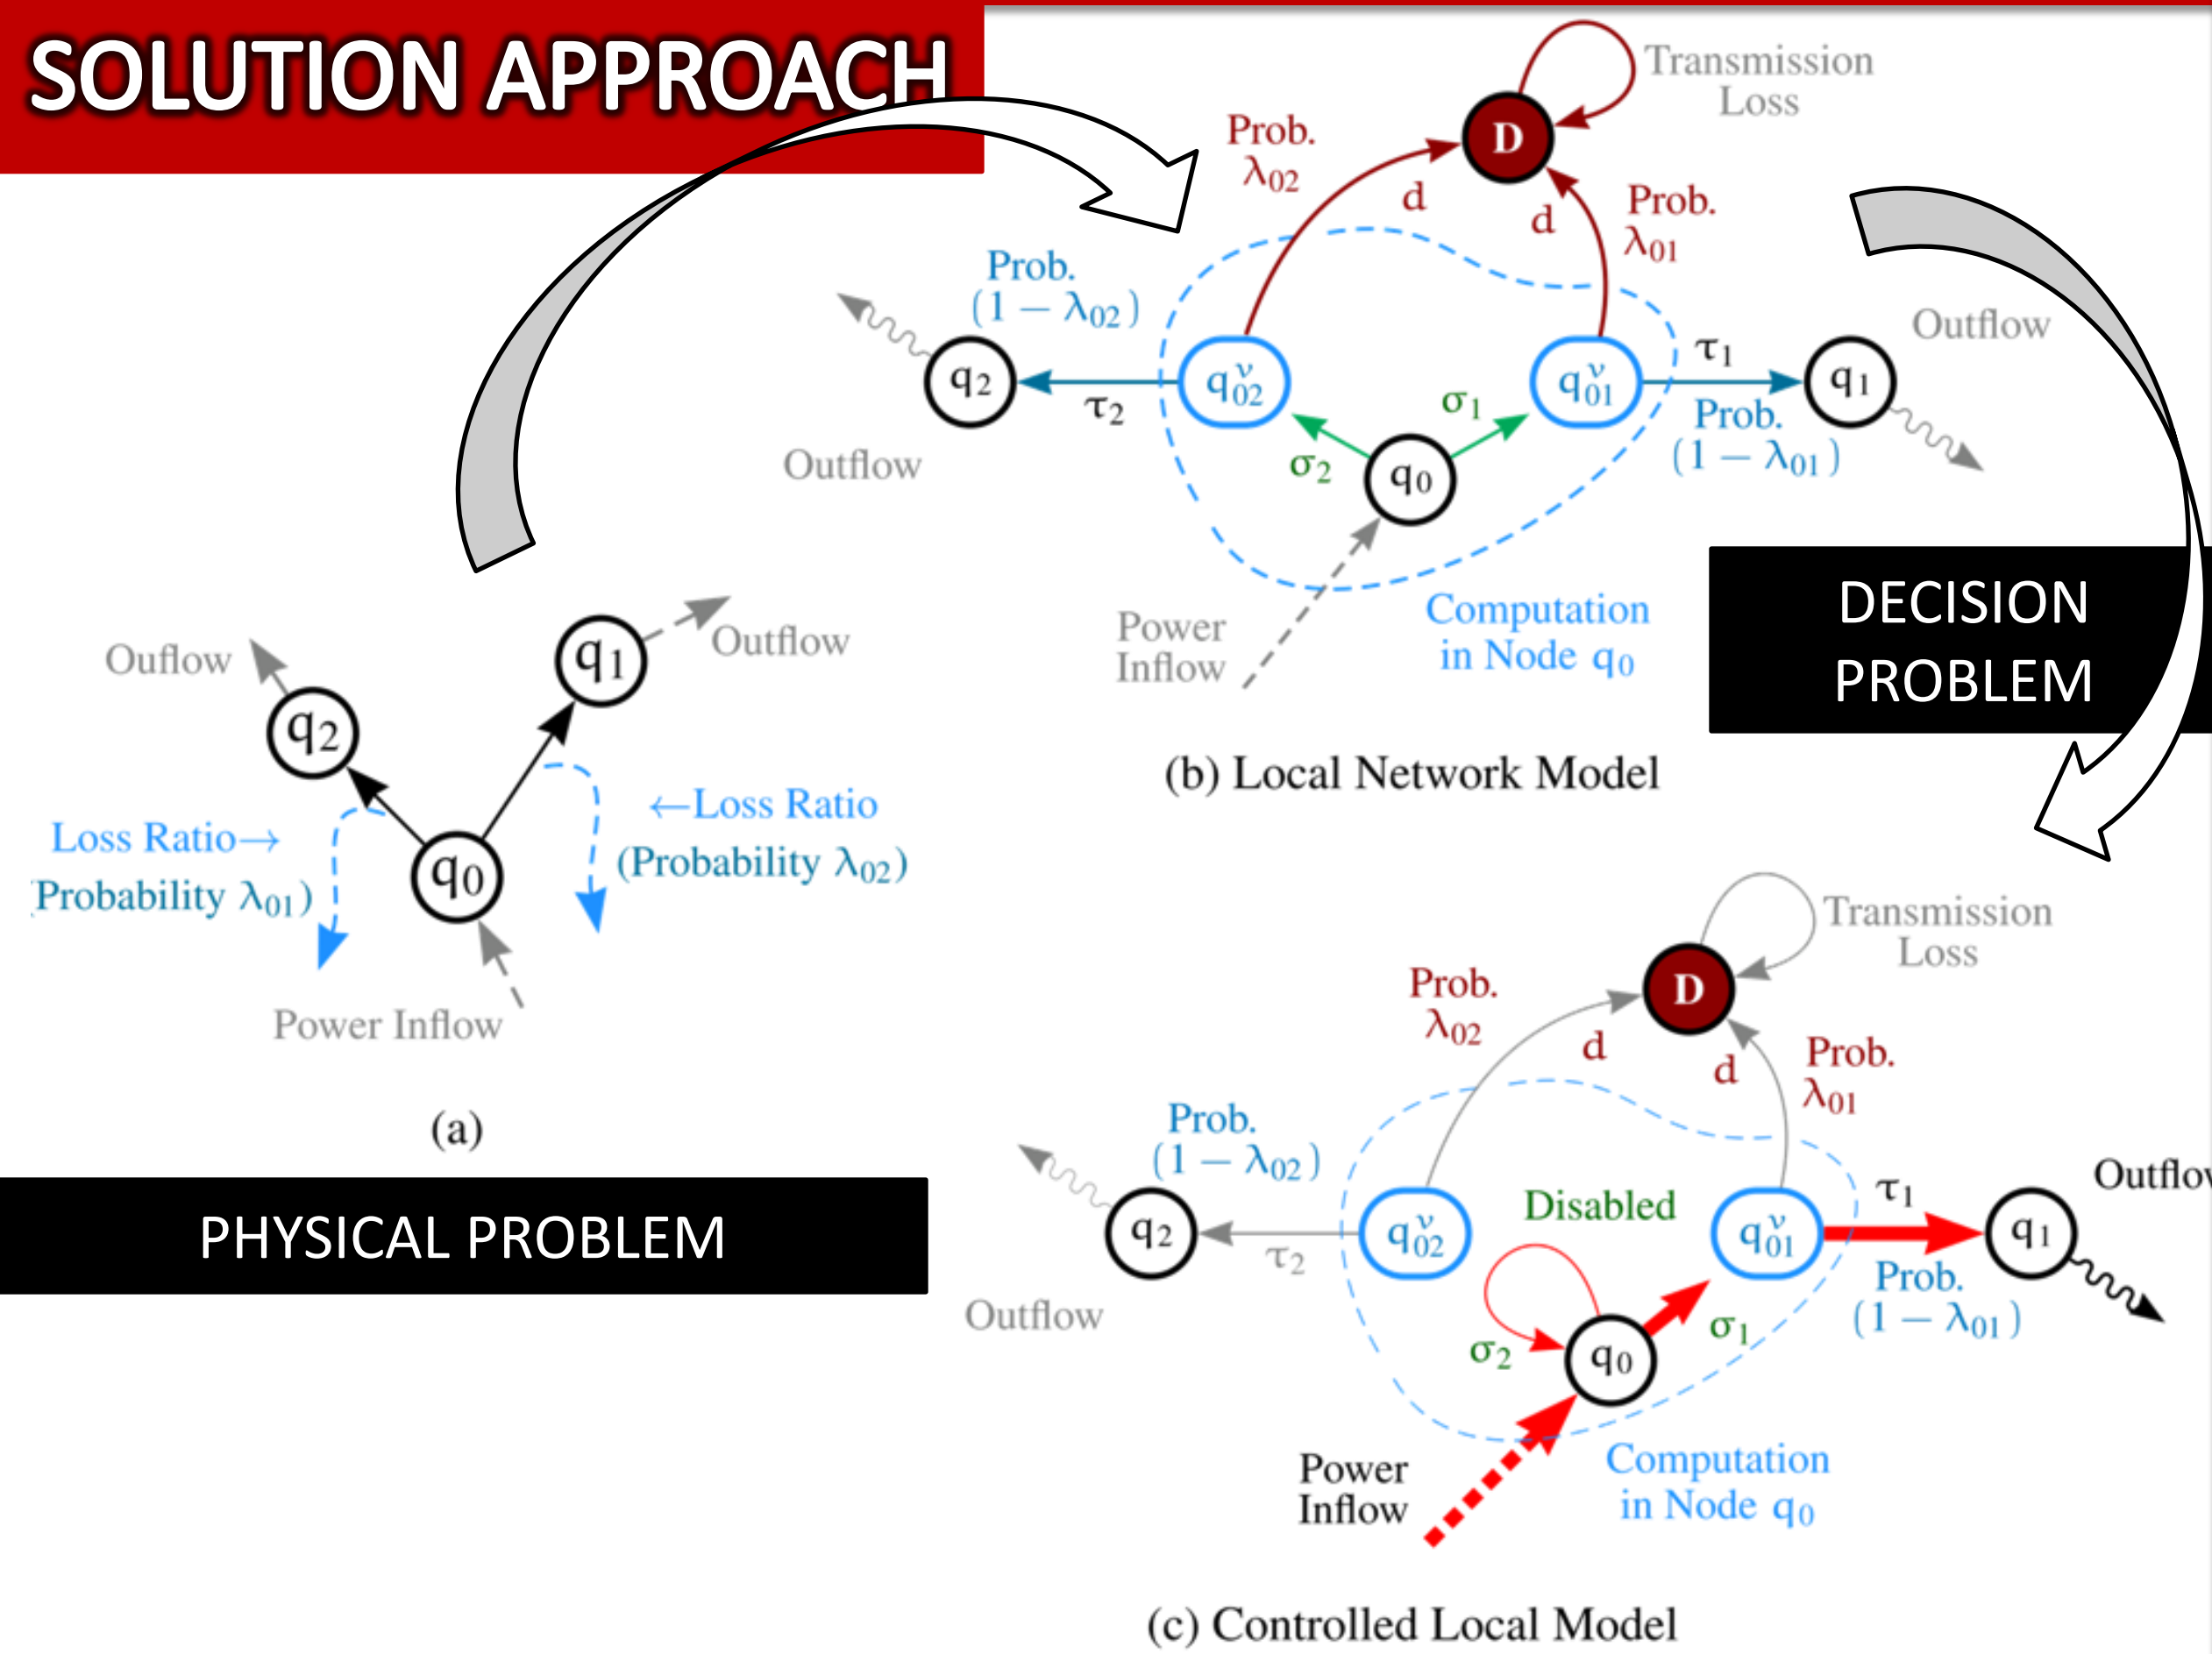 SOLUTION APPROACH
Transmission
Loss
D
Prob.
λ02
d
d
Prob.
λ01
Prob.
(1 − λ02)
Outflow
q2
τ2
qν02
σ1
qν01
τ1
q1
Prob.
(1 − λ01)
Outflow
σ2
q0
Power
Inflow
Computation
in Node q0
(b) Local Network Model
DECISION
PROBLEM
Ouflow
q1
Outflow
q2
Loss Ratio→
(Probability λ01)
←Loss Ratio
(Probability λ02)
q0
Power Inflow
(a)
PHYSICAL PROBLEM
Transmission
Loss
D
Prob.
λ02
d
d
Prob.
λ01
Prob.
(1 − λ02)
Outflow
q2
τ2
qν02
Disabled
qν01
τ1
q1
Prob.
(1 − λ01)
Outflow
σ2
q0
σ1
Power
Inflow
Computation
in Node q0
(c) Controlled Local Model